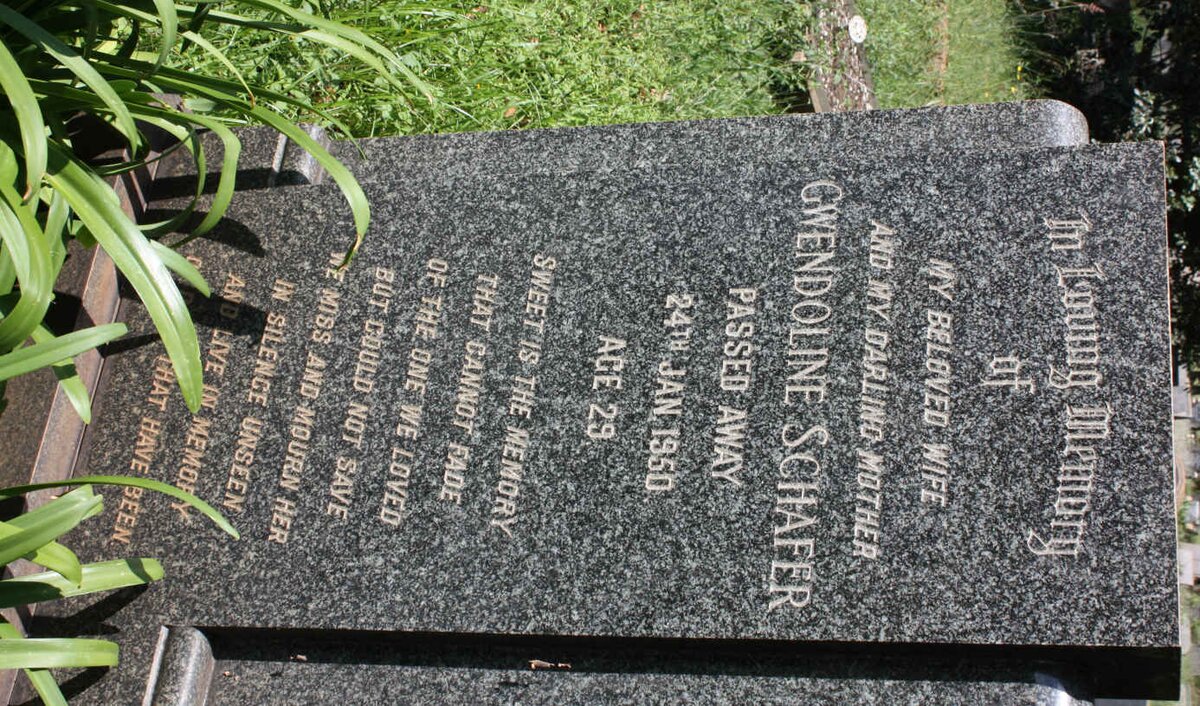 In Loving Memory
of
MY BELOVED WIFE
AND MY DARLING MOTHER
GWENDOLINE SCHAFER
PASSED AWAY
24TH JAN 1950
AGE 29
SWEET IS THE MEMORY
THAT CANNOT FADE
OF THE ONE WE LOVED
BUT COULD NOT SAVE
WE MISS AND MOURN HER
IN SILENCE UNSEEN
AND LIVE IN MEMORY
THAT HAVE BEEN